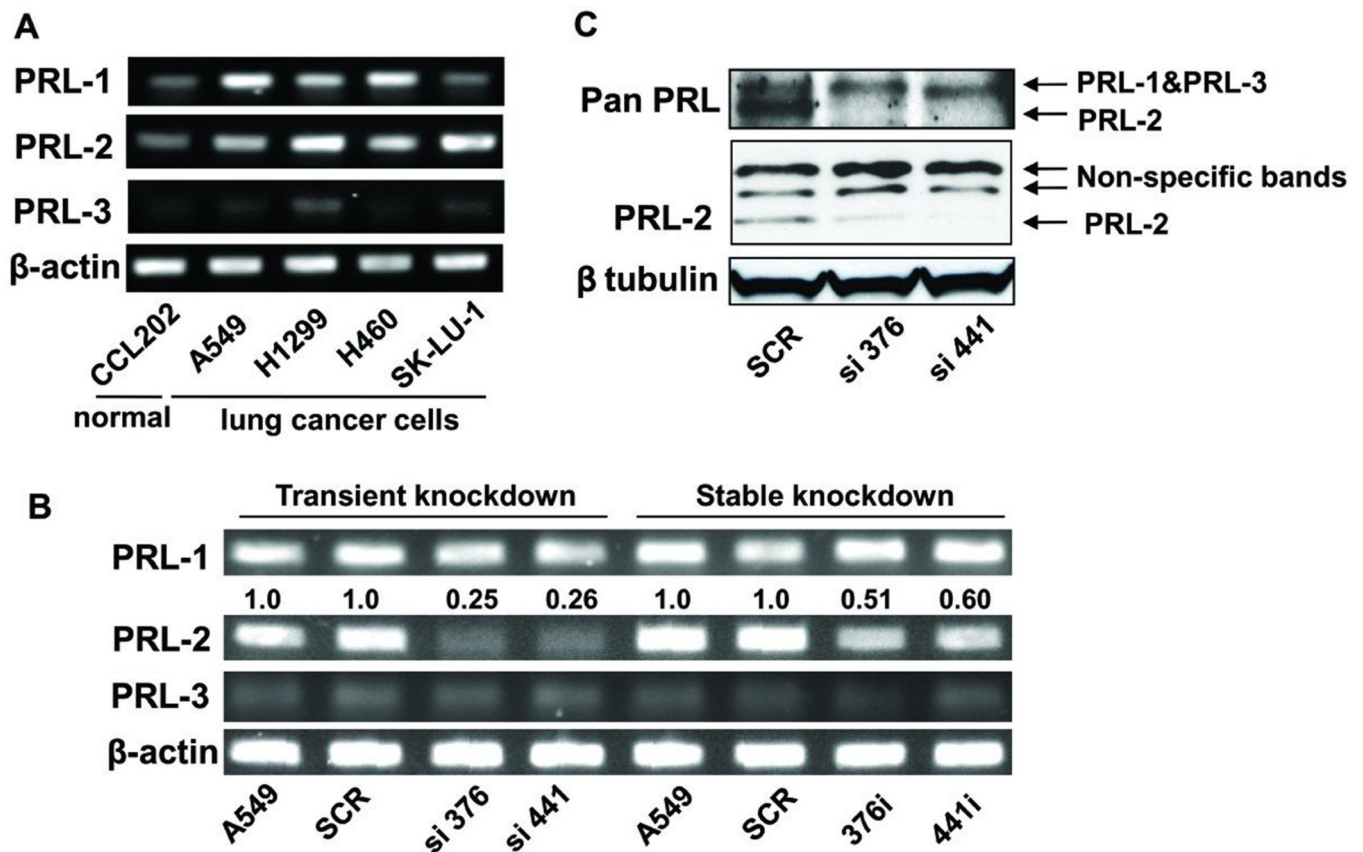 A
PRL-1
PRL-2
PRL-3
β-actin
CCL202
A549
H1299
H460
SK-LU-1
normal
lung cancer cells
C
Pan PRL
PRL-1&PRL-3
PRL-2
Non-specific bands
PRL-2
PRL-2
β tubulin
SCR
si 376
si 441
B
Transient knockdown
Stable knockdown
PRL-1
1.0 1.0 0.25 0.26 1.0 1.0 0.51 0.60
PRL-2
PRL-3
β-actin
A549
SCR
si 376
si 441
A549
SCR
376i
441i